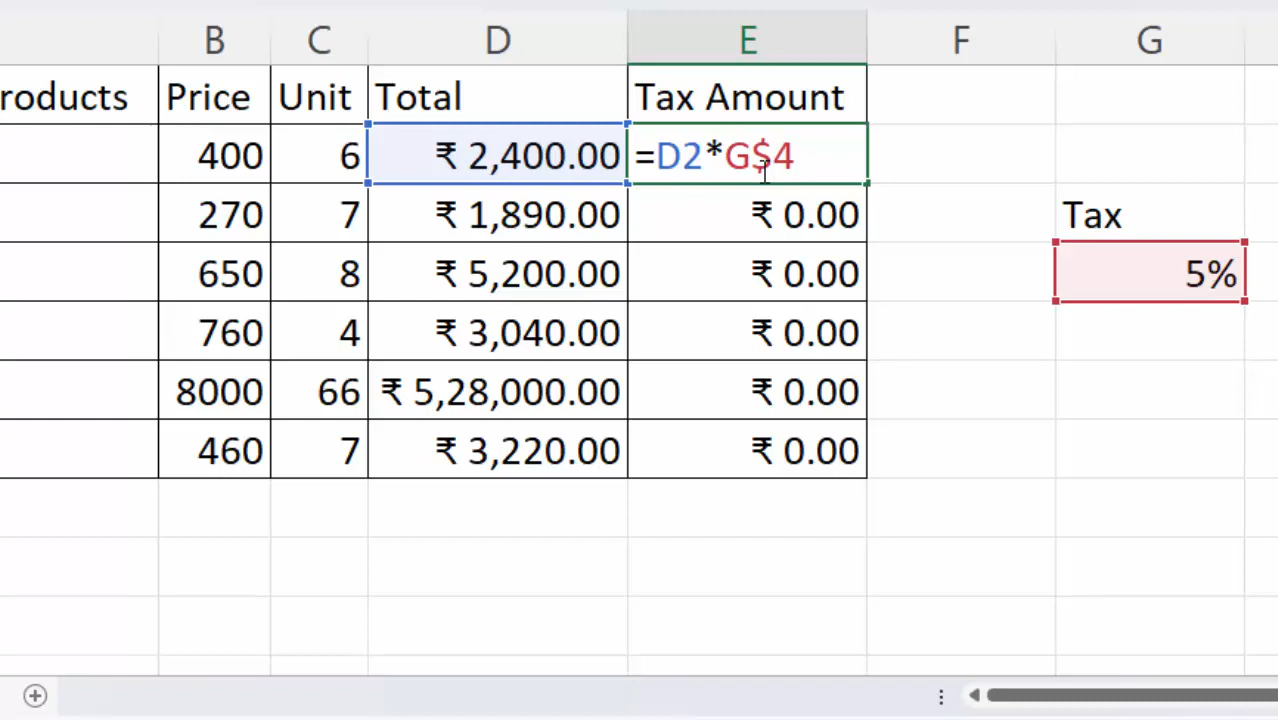 B C D E F G
roducts Price Unit Total Tax Amount
400 6 ₹ 2,400.00 =D2*G$4
270 7 ₹ 1,890.00 ₹ 0.00 Tax
650 8 ₹ 5,200.00 ₹ 0.00 5%
760 4 ₹ 3,040.00 ₹ 0.00
8000 66 ₹ 5,28,000.00 ₹ 0.00
460 7 ₹ 3,220.00 ₹ 0.00